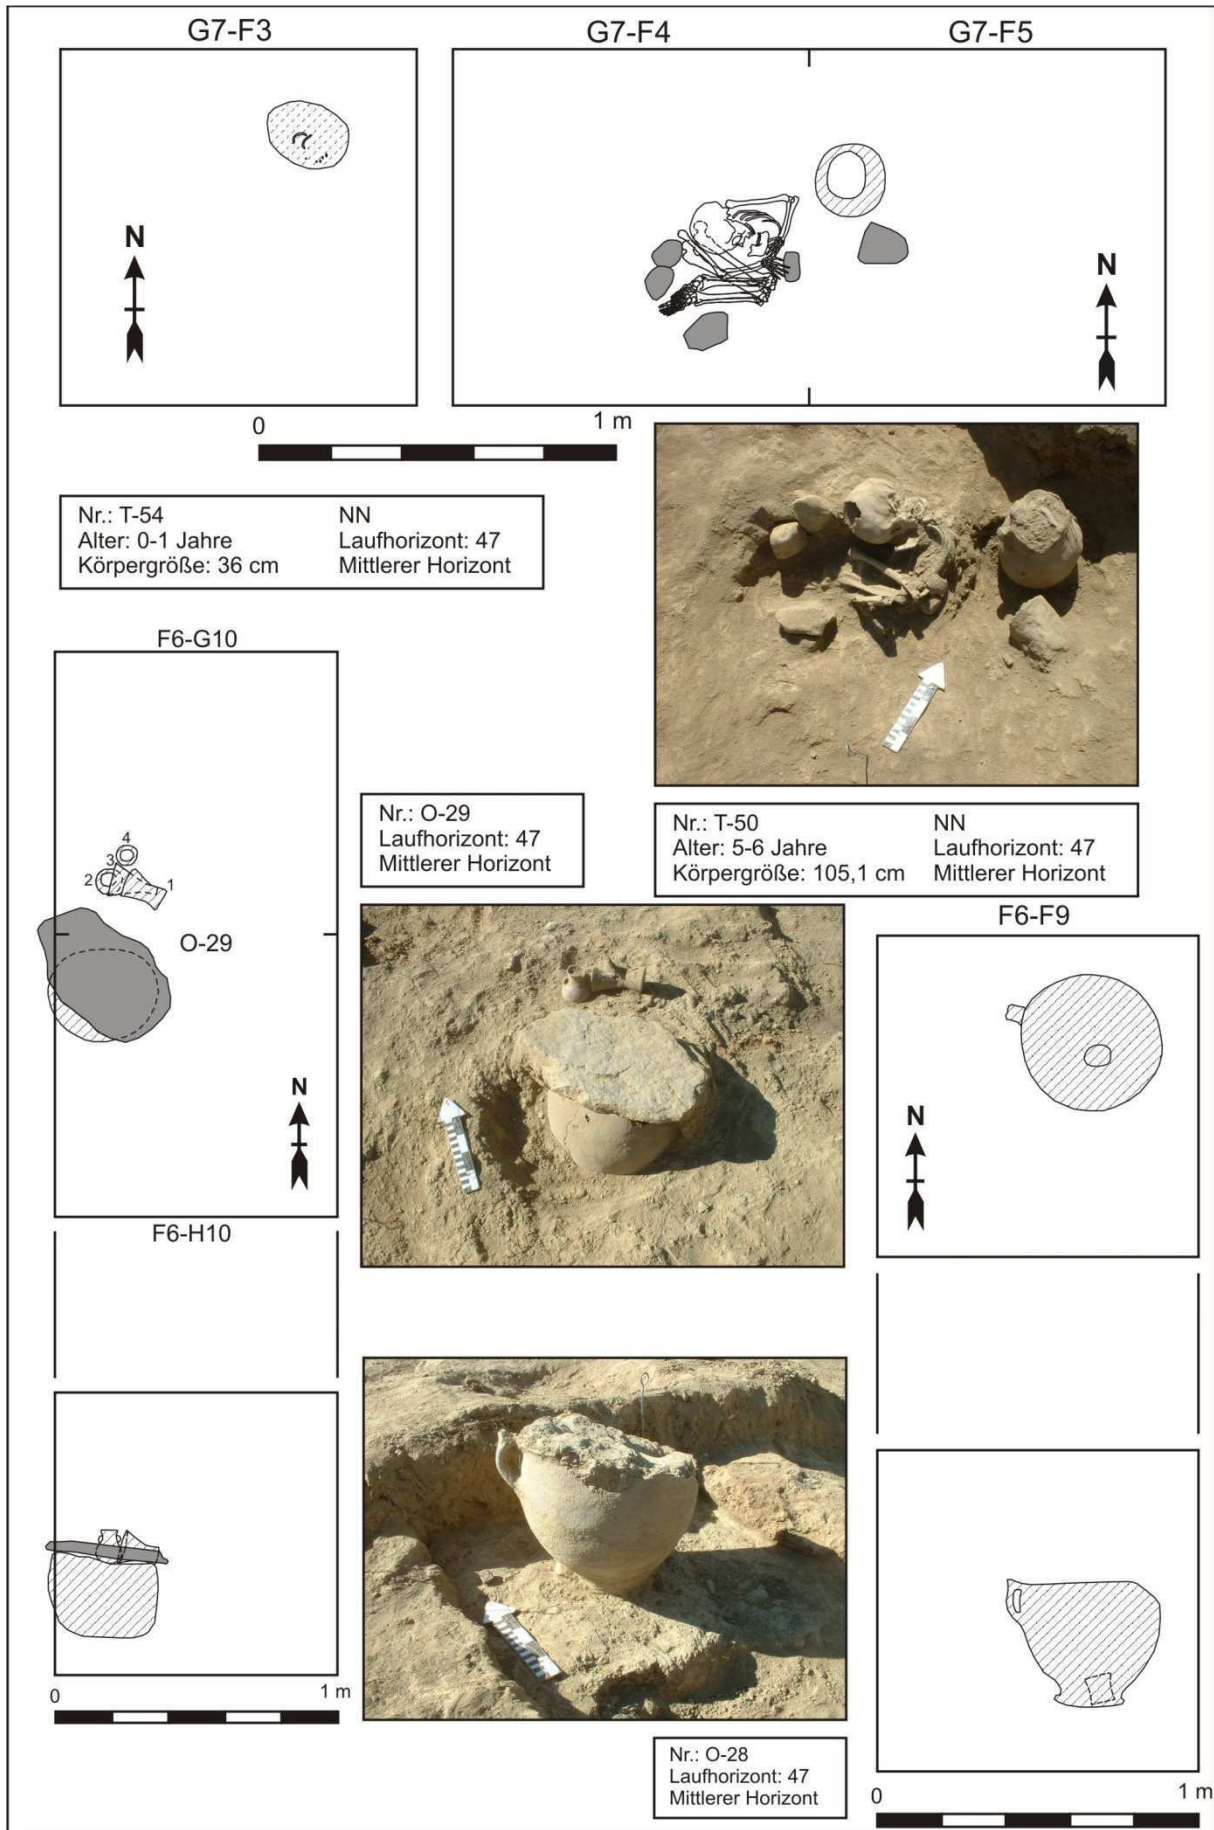 G7-F3
G7-F4
G7-F5
N
N
0
1 m
Nr.: T-54
NN
Alter: 0-1 Jahre
Laufhorizont: 47
Körpergröße: 36 cm
Mittlerer Horizont
F6-G10
4
3
2
1
O-29
N
F6-H10
Nr.: O-29
Laufhorizont: 47
Mittlerer Horizont
Nr.: T-50
NN
Alter: 5-6 Jahre
Laufhorizont: 47
Körpergröße: 105,1 cm
Mittlerer Horizont
F6-F9
N
0
1 m
Nr.: O-28
Laufhorizont: 47
Mittlerer Horizont
0
1 m